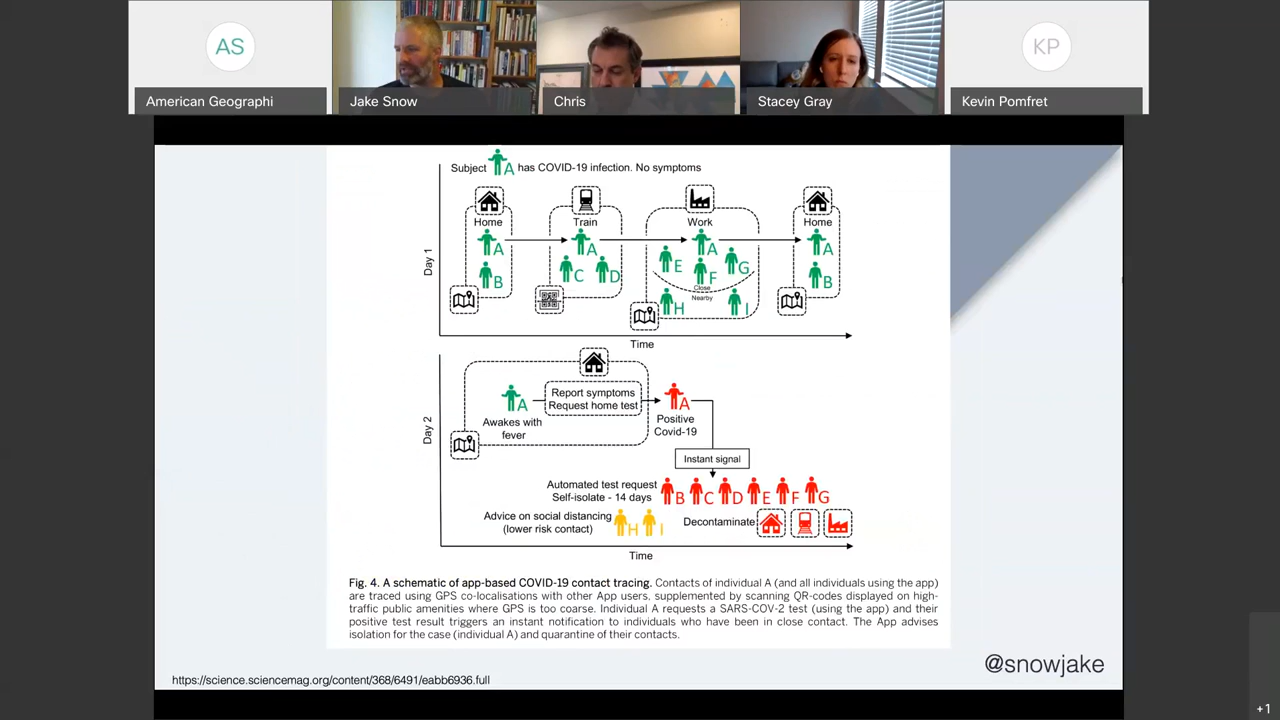 AS
KP
American Geographi
Jake Snow
Chris
Stacey Gray
Kevin Pomfret
Subject A has COVID-19 infection. No symptoms
Home
Train
Work
Home
A
A
A
A
B
C
D
E
F
G
Close
Nearby
H
I
B
Day 1
Time
Report symptoms
Request home test
A
A
Awakes with
fever
Positive
Covid-19
Day 2
Instant signal
Automated test request
Self-isolate - 14 days
B C D E F G
Advice on social distancing
(lower risk contact)
H I
Decontaminate
Time
Fig. 4. A schematic of app-based COVID-19 contact tracing. Contacts of individual A (and all individuals using the app)
are traced using GPS co-localisations with other App users, supplemented by scanning QR-codes displayed on high-
traffic public amenities where GPS is too coarse. Individual A requests a SARS-COV-2 test (using the app) and their
positive test result triggers an instant notification to individuals who have been in close contact. The App advises
isolation for the case (individual A) and quarantine of their contacts.
@snowjake
https://science.sciencemag.org/content/368/6491/eabb6936.full
+1